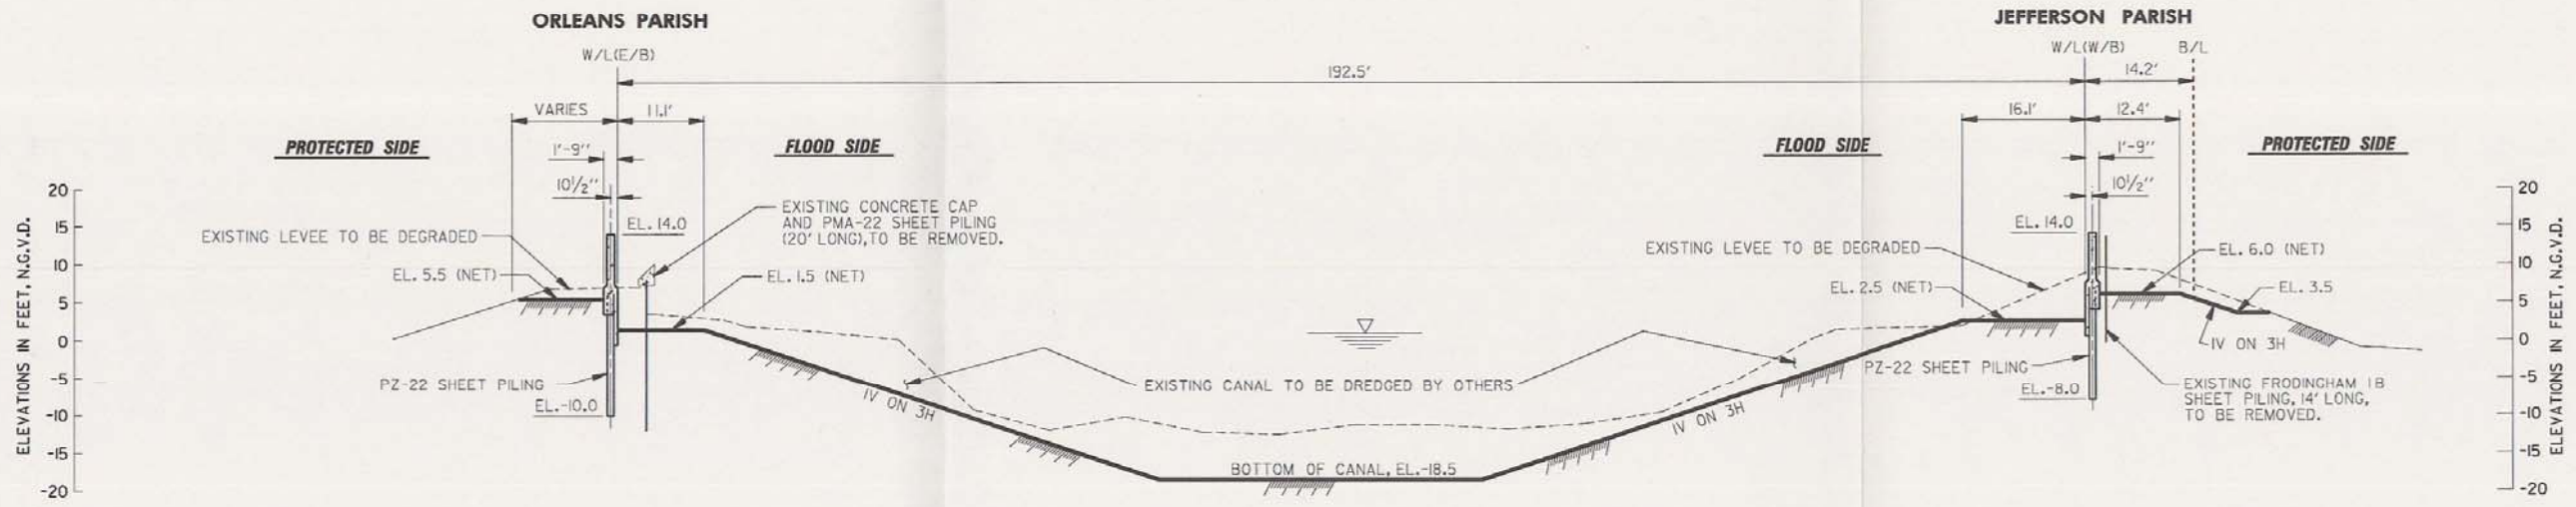 ORLEANS PARISH
JEFFERSON PARISH
W/L(E/B)
W/L(W/B)
B/L
192.5'
14.2'
VARIES
11.1'
16.1'
12.4'
PROTECTED SIDE
FLOOD SIDE
FLOOD SIDE
PROTECTED SIDE
1'-9''
1'-9''
10 1/2''
10 1/2''
ELEVATIONS IN FEET, N.G.V.D.
20
15
10
5
0
-5
-10
-15
-20
EXISTING LEVEE TO BE DEGRADED
EL. 14.0
EXISTING CONCRETE CAP
AND PMA-22 SHEET PILING
(20' LONG), TO BE REMOVED.
EL. 5.5 (NET)
EL. 1.5 (NET)
PZ-22 SHEET PILING
EL.-10.0
1V ON 3H
EXISTING CANAL TO BE DREDGED BY OTHERS
BOTTOM OF CANAL, EL.-18.5
1V ON 3H
EXISTING LEVEE TO BE DEGRADED
EL. 14.0
EL. 2.5 (NET)
EL. 6.0 (NET)
EL. 3.5
1V ON 3H
PZ-22 SHEET PILING
EL.-8.0
EXISTING FRODINGHAM 1B
SHEET PILING, 14' LONG,
TO BE REMOVED.
20
15
10
5
0
-5
-10
-15
-20
ELEVATIONS IN FEET, N.G.V.D.